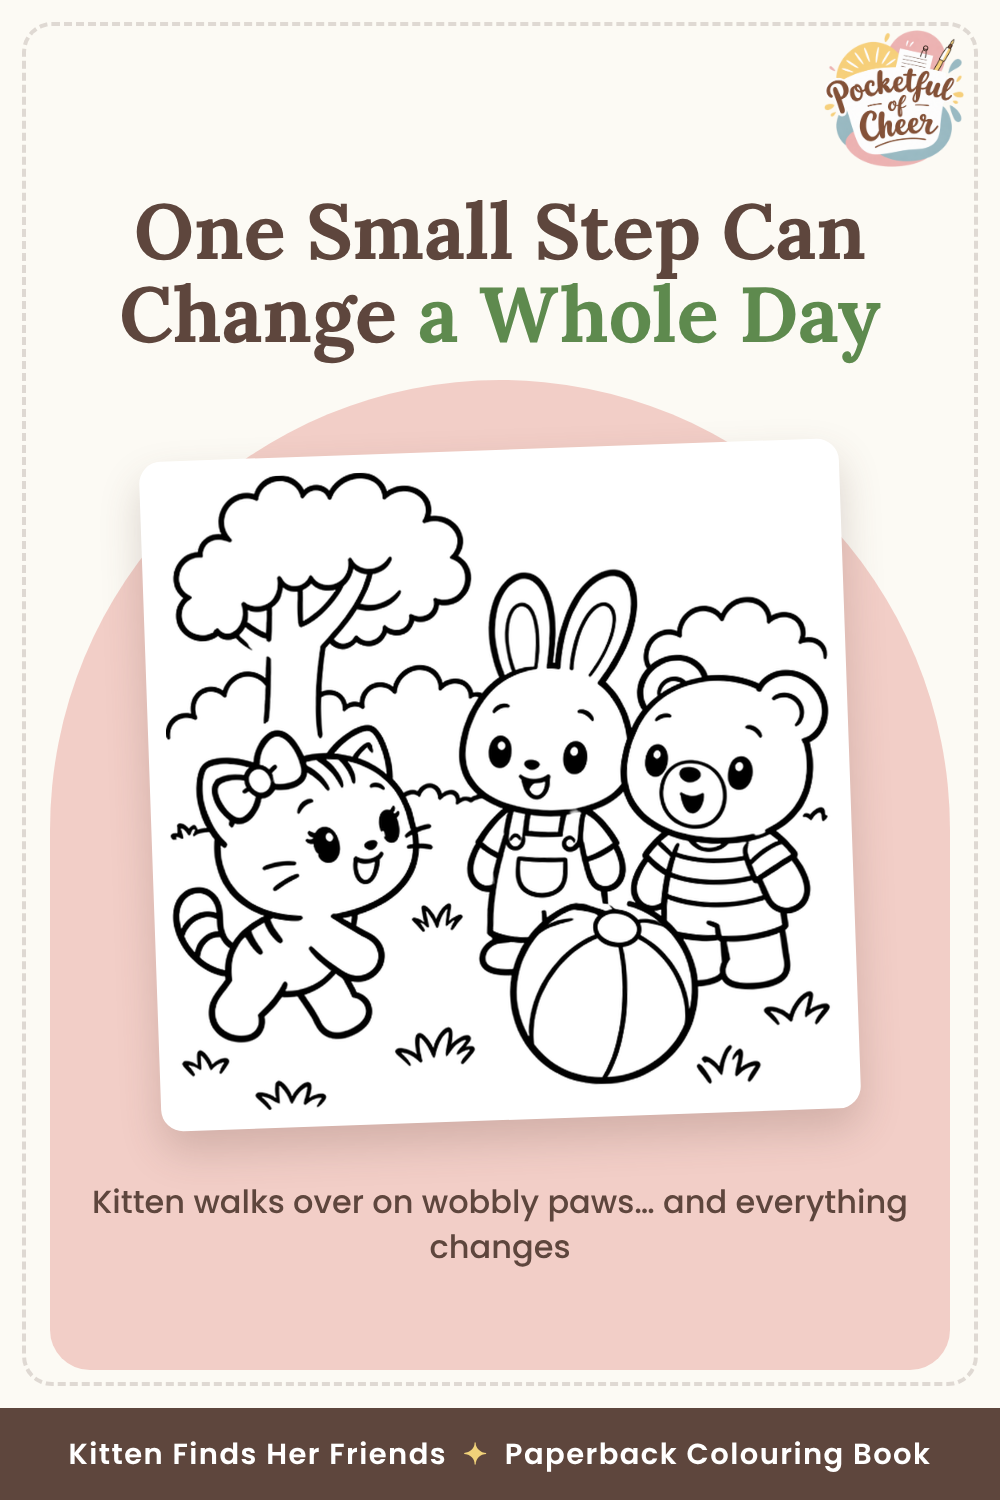 Pocketful
of
Cheer
One Small Step Can
Change a Whole Day
Kitten walks over on wobbly paws... and everything
changes
Kitten Finds Her Friends ✦ Paperback Colouring Book